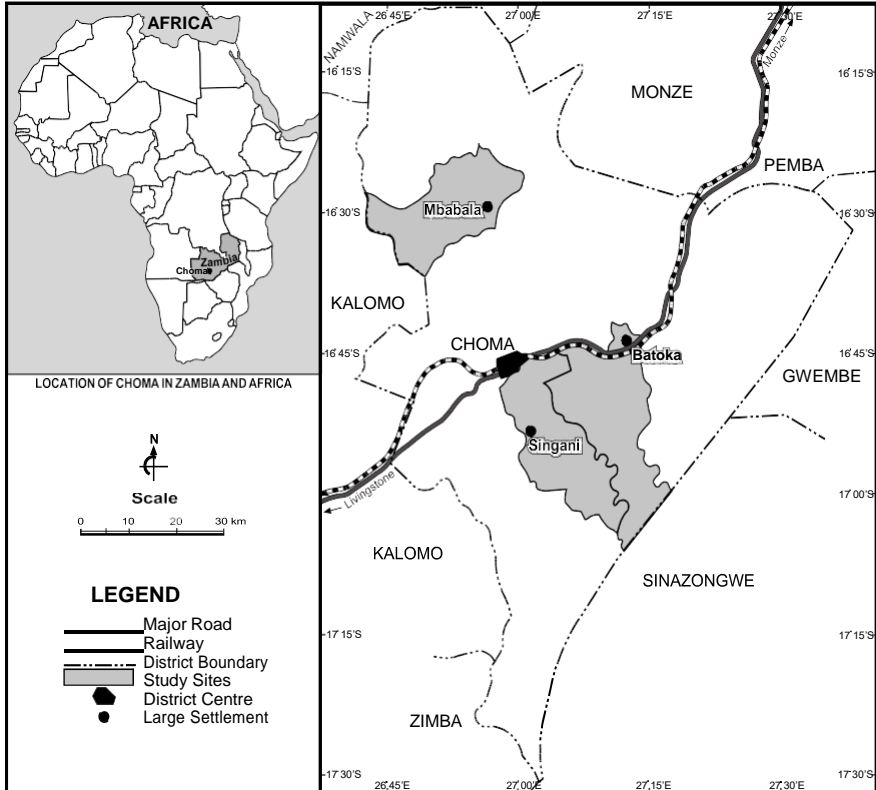 AFRICA
Zambia
Choma
LOCATION OF CHOMA IN ZAMBIA AND AFRICA
N
Scale
0 10 20 30 km
LEGEND
Major Road
Railway
District Boundary
Study Sites
District Centre
Large Settlement
26°45'E 27°00'E 27°15'E 27°30'E
NAMWALA
Monze
16°15'S 16°15'S
MONZE
PEMBA
16°30'S 16°30'S
Mbabala
KALOMO
CHOMA
16°45'S 16°45'S
Batoka
GWEMBE
Singani
Livingstone
17°00'S 17°00'S
KALOMO
SINAZONGWE
17°15'S 17°15'S
ZIMBA
17°30'S 17°30'S
26°45'E 27°00'E 27°15'E 27°30'E